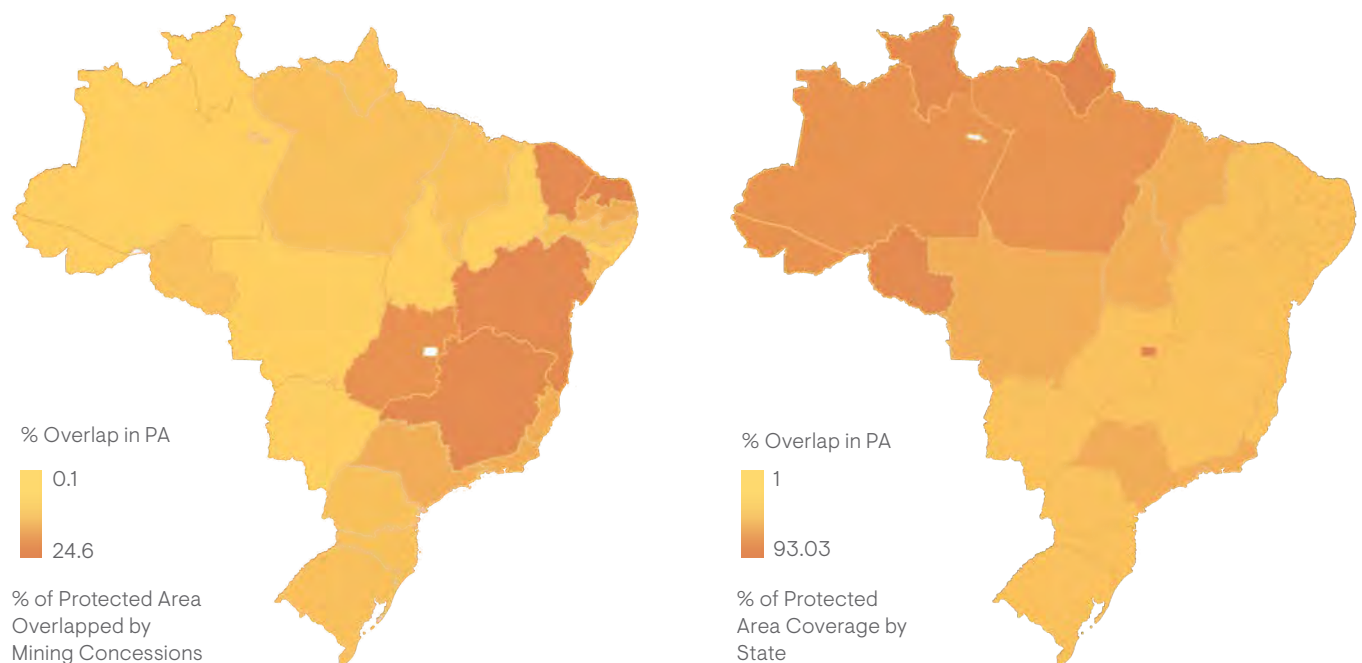 % Overlap in PA
0.1
24.6
% of Protected Area
Overlapped by
Mining Concessions
% Overlap in PA
1
93.03
% of Protected
Area Coverage by
State